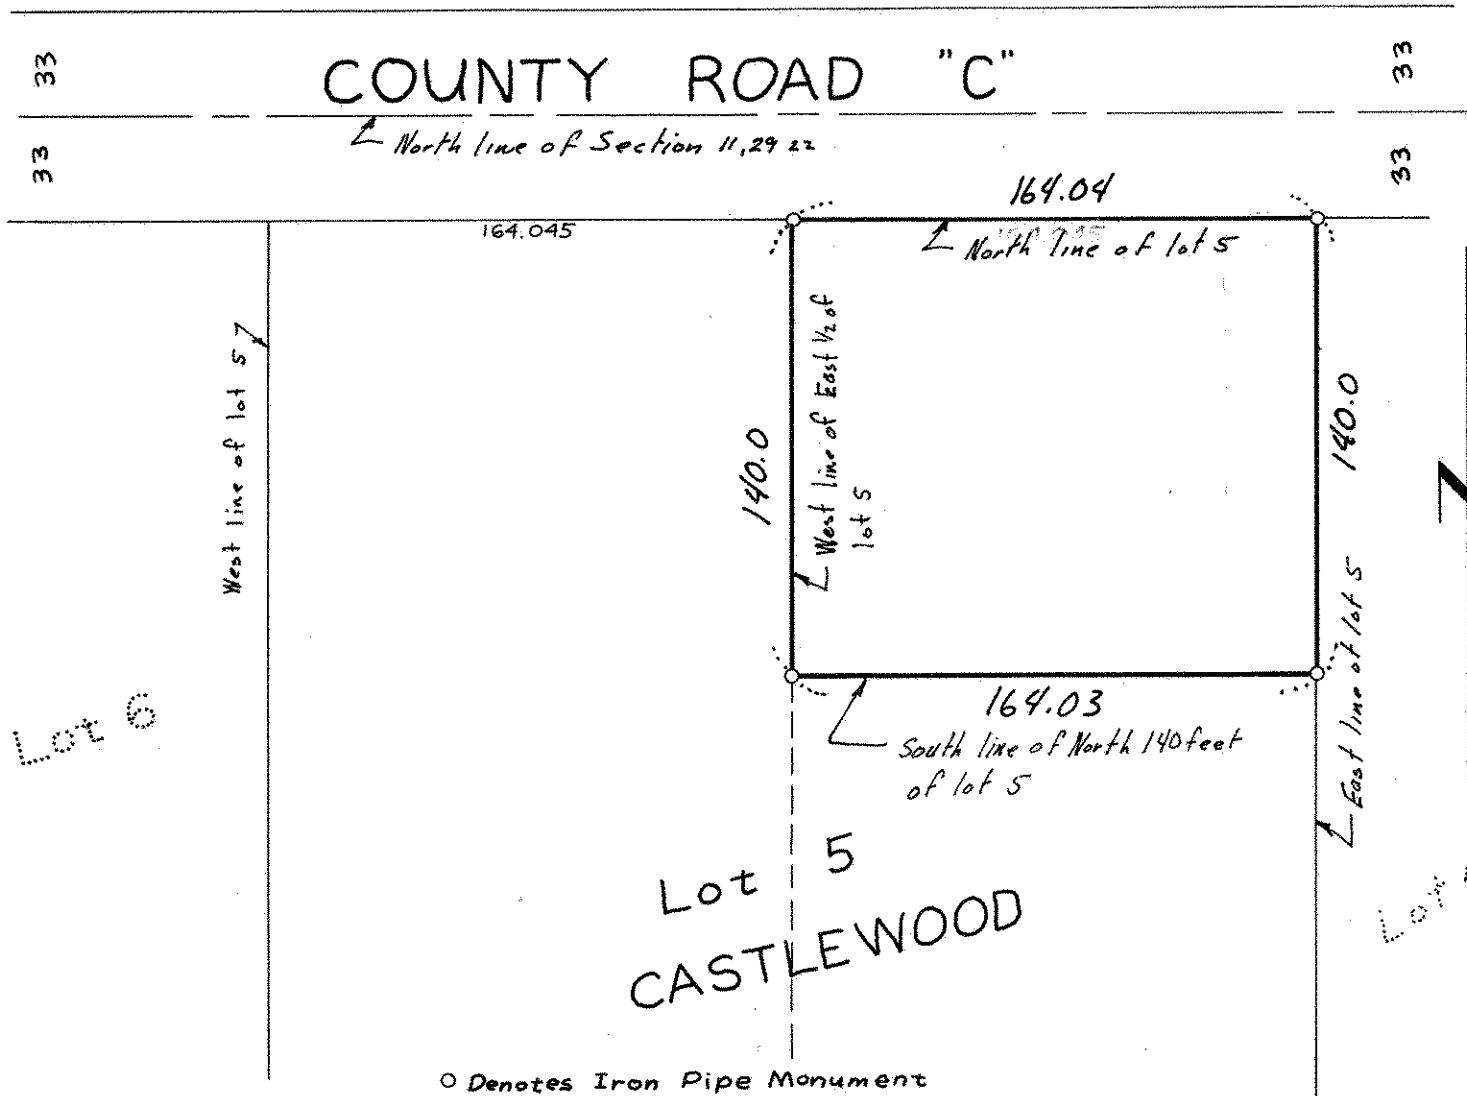 33
COUNTY ROAD "C"
33
33
North line of Section 11, 29 22
33
164.04
164.045
North line of lot 5
West line of lot 5
140.0
West line of East 1/2 of
lot 5
140.0
East line of lot 5
164.03
South line of North 140 feet
of lot 5
Lot 6
Lot 5
CASTLEWOOD
Lot
O Denotes Iron Pipe Monument